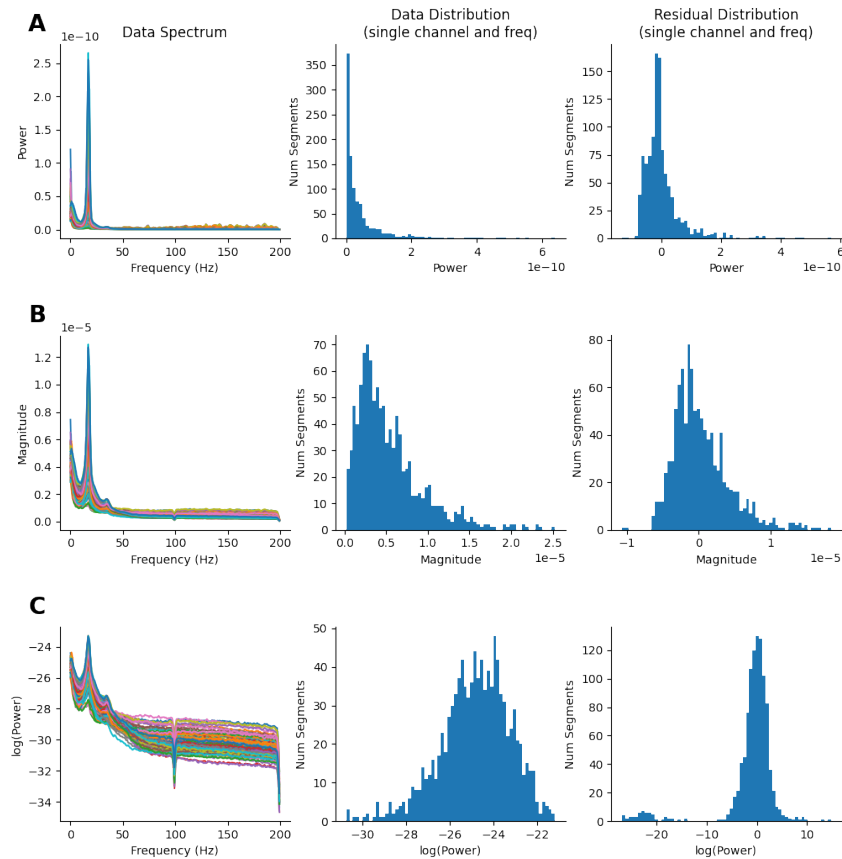 A
Data Spectrum
Data Distribution
(single channel and freq)
Residual Distribution
(single channel and freq)
1e−10
2.5
2.0
1.5
1.0
0.5
0.0
Power
0 50 100 150 200
Frequency (Hz)
350
300
250
200
150
100
50
0
Num Segments
0 2 4 6
Power
1e−10
150
125
100
75
50
25
0
Num Segments
0 2 4 6
Power
1e−10
B
1e−5
1.2
1.0
0.8
0.6
0.4
0.2
0.0
Magnitude
0 50 100 150 200
Frequency (Hz)
70
60
50
40
30
20
10
0
Num Segments
0.0 0.5 1.0 1.5 2.0 2.5
Magnitude
1e−5
80
60
40
20
0
Num Segments
−1 0 1
Magnitude
1e−5
C
−24
−26
−28
−30
−32
−34
log(Power)
0 50 100 150 200
Frequency (Hz)
50
40
30
20
10
0
Num Segments
−30 −28 −26 −24 −22
log(Power)
120
100
80
60
40
20
0
Num Segments
−20 −10 0 10
log(Power)